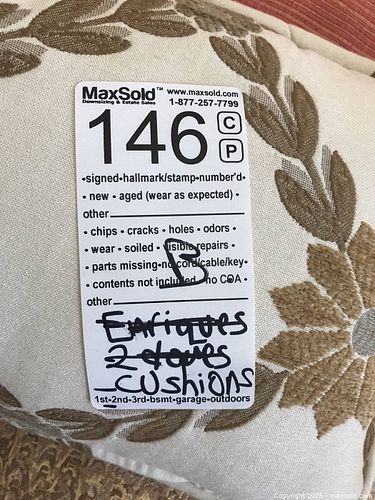 MaxSold™ www.maxsold.com
Downsizing & Estate Sales 1-877-257-7799
146 C
P
•signed•hallmark/stamp•number'd•
• new • aged (wear as expected) •
other
• chips • cracks • holes • odors •
• wear • soiled • visible repairs •
• parts missing•no cord/cable/key•
• contents not included •no COA •
other
B
Enriques
2 doves
CUSHIONS
1st-2nd-3rd-bsmt-garage-outdoors
Copyright 2025 - maxsold.com